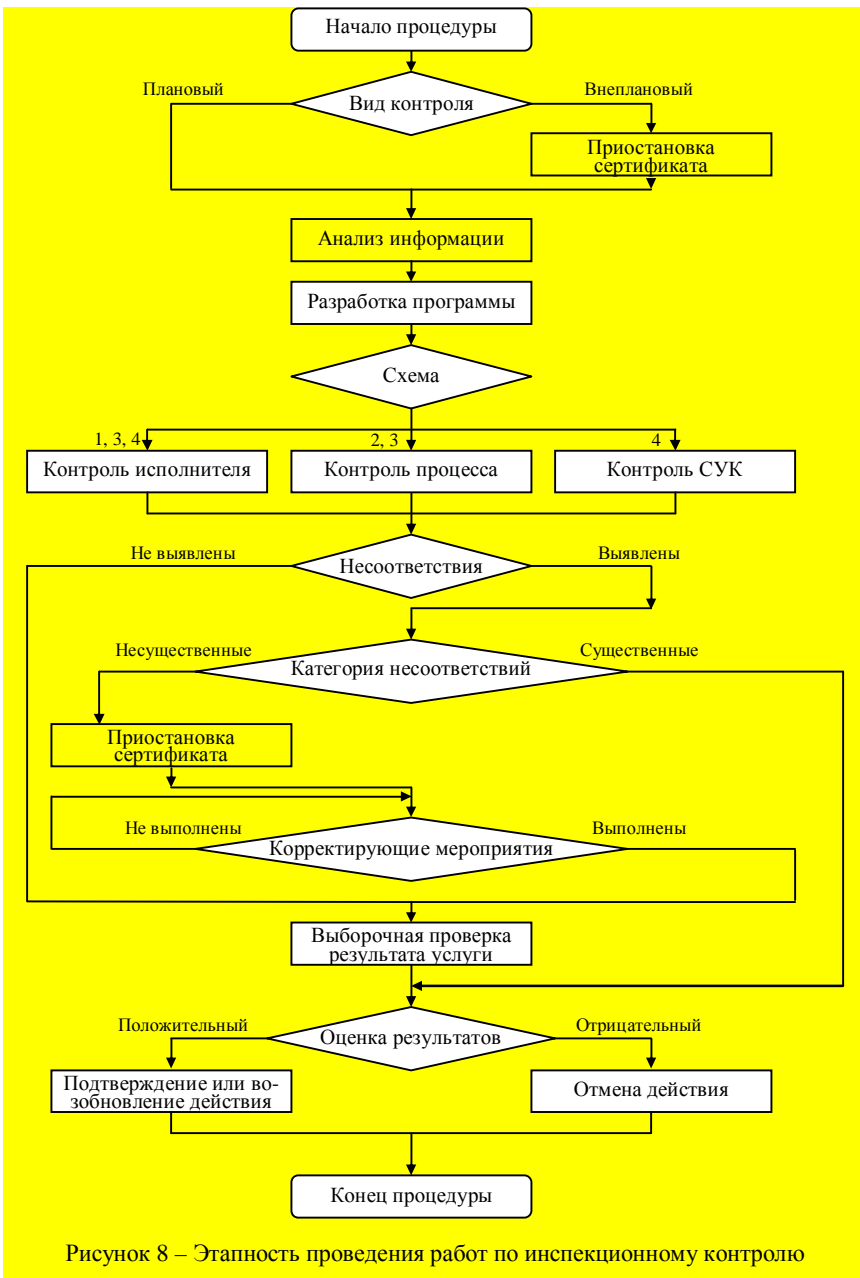 Начало процедуры
Плановый
Внеплановый
Вид контроля
Приостановка
сертификата
Анализ информации
Разработка программы
Схема
1, 3, 4
2, 3
4
Контроль исполнителя
Контроль процесса
Контроль СУК
Не выявлены
Выявлены
Несоответствия
Несущественные
Существенные
Категория несоответствий
Приостановка
сертификата
Не выполнены
Выполнены
Корректирующие мероприятия
Выборочная проверка
результата услуги
Положительный
Отрицательный
Оценка результатов
Подтверждение или во-
зобновление действия
Отмена действия
Конец процедуры
Рисунок 8 – Этапность проведения работ по инспекционному контролю